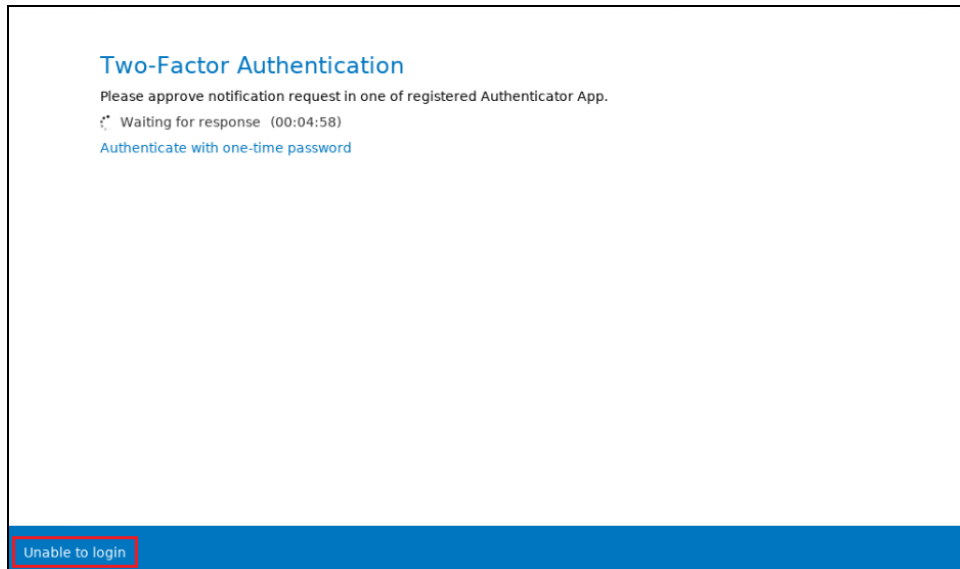 Two-Factor Authentication
Please approve notification request in one of registered Authenticator App.
Waiting for response (00:04:58)
Authenticate with one-time password
Unable to login